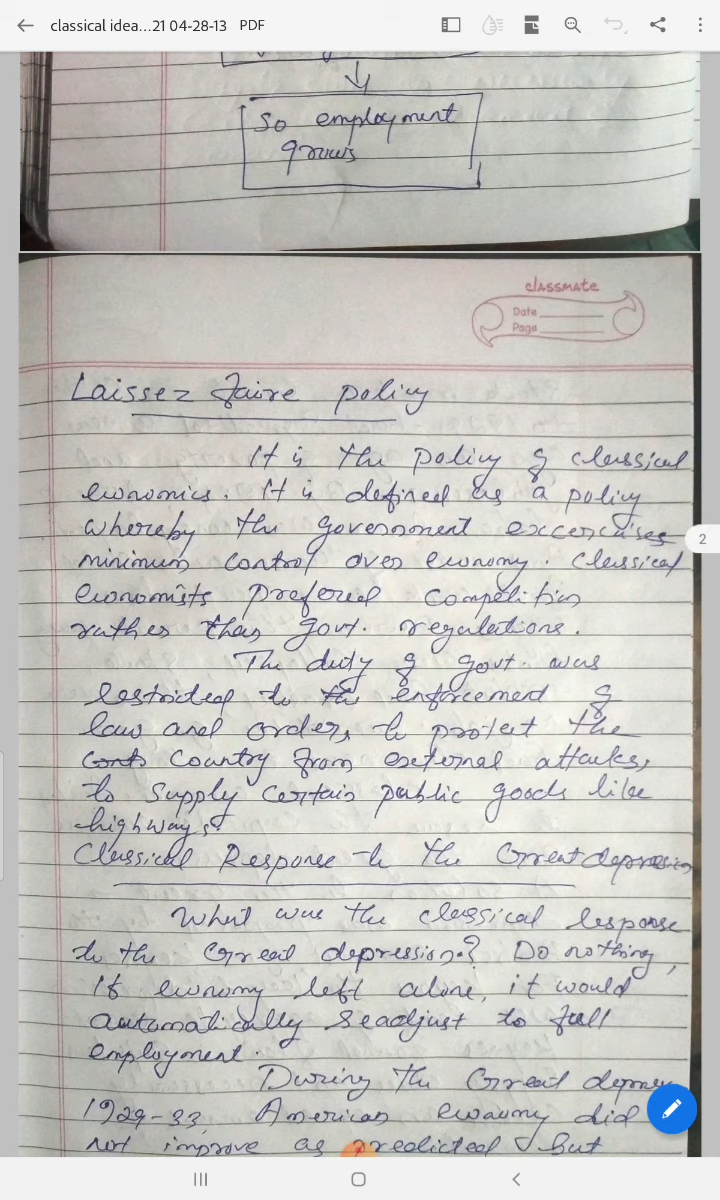 classical idea...21 04-28-13 PDF
So employment
grows
classmate
Date
Page
Laissez faire policy
It is the policy of classical
economics. It is defined as a policy
whereby the government excercises
minimum control over economy. Classical
economists prefered competition
rather than govt. regulations.
The duty of govt. was
restricted to the enforcement of
law and order, to protect the
country from external attacks,
to supply certain public goods like
highways.
2
Classical Response to the Great depression
What was the classical response
to the Great depression? Do nothing,
If economy left alone, it would
automatically readjust to full
employment.
During the Great depres
1929-33, American economy did
not improve as predicted but